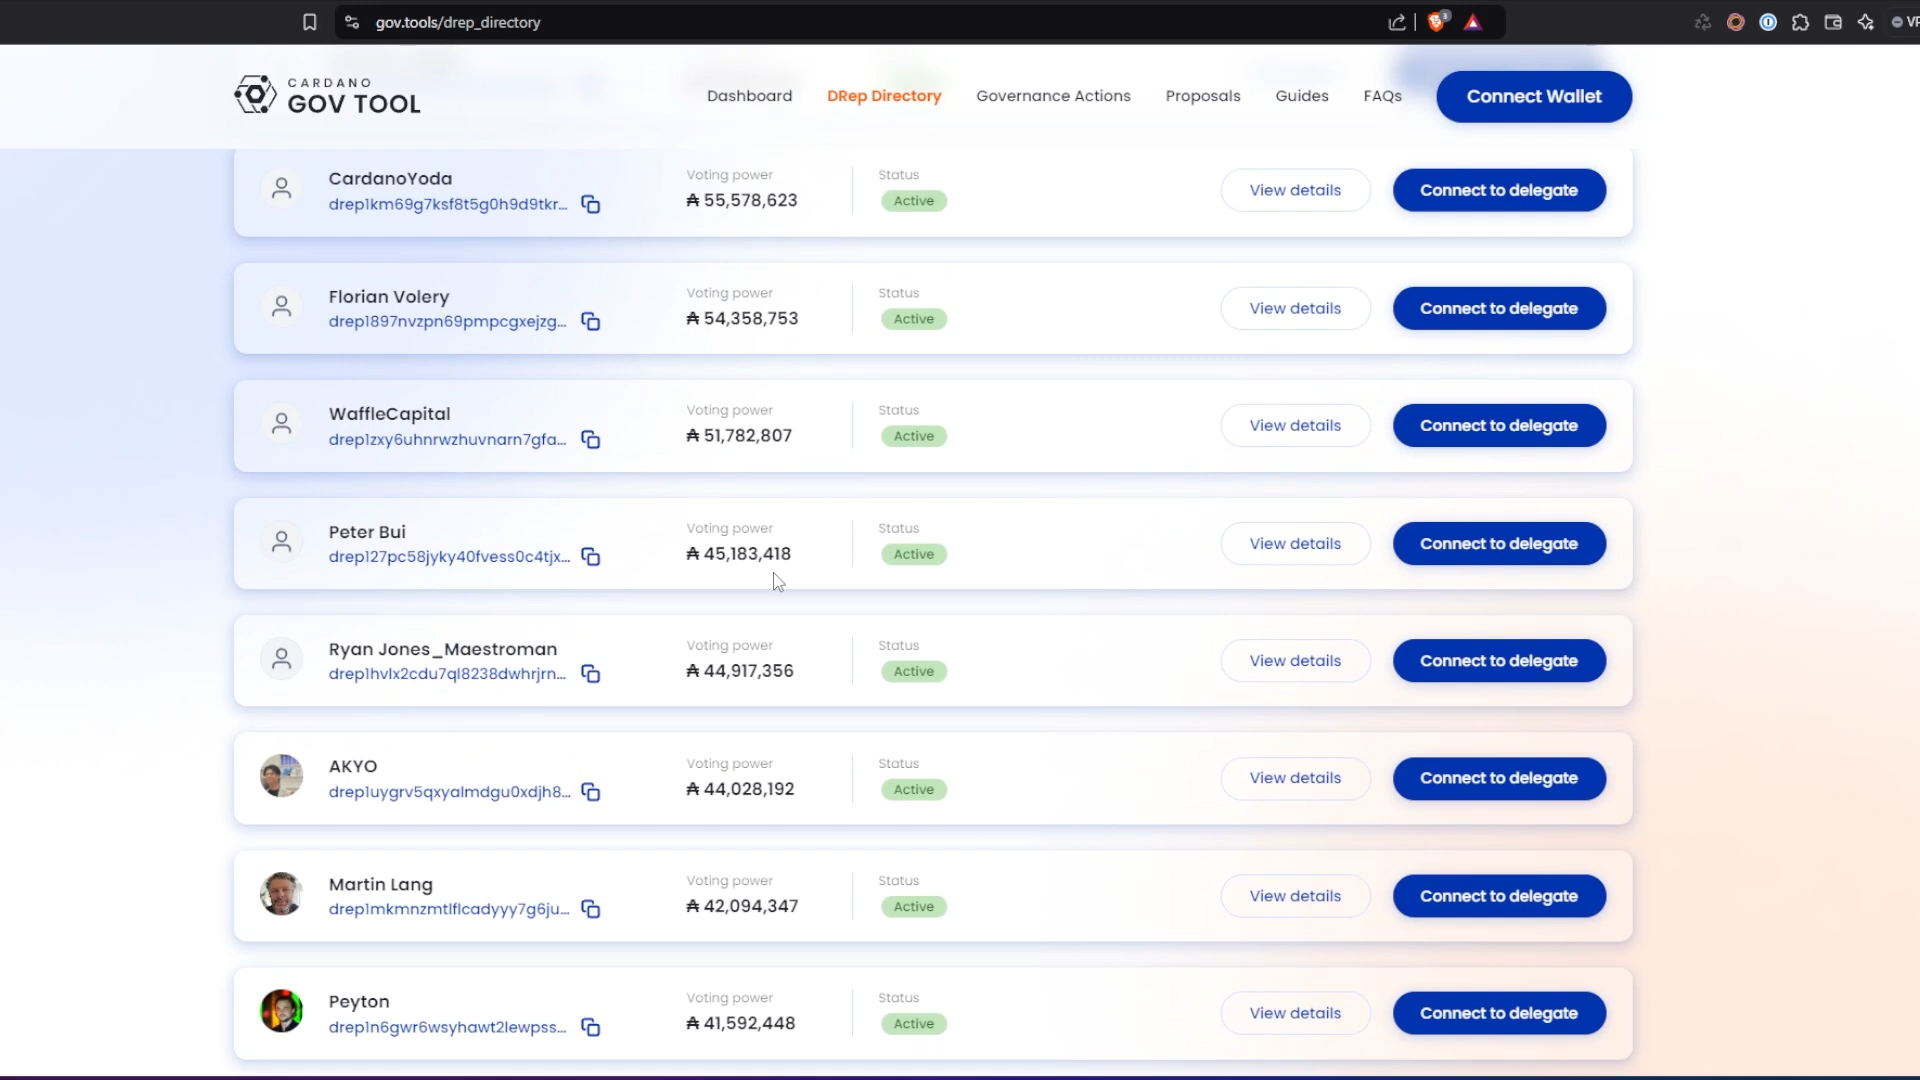 gov.tools/drep_directory
3
VP
CARDANO
GOV TOOL
Dashboard
DRep Directory
Governance Actions
Proposals
Guides
FAQs
Connect Wallet
CardanoYoda
drep1km69g7ksf8t5g0h9d9tkr...
Voting power
₳ 55,578,623
Status
Active
View details
Connect to delegate
Florian Volery
drep1897nvzpn69pmpcgxejzg...
Voting power
₳ 54,358,753
Status
Active
View details
Connect to delegate
WaffleCapital
drep1zxy6uhnrwzhuvnarn7gfa...
Voting power
₳ 51,782,807
Status
Active
View details
Connect to delegate
Peter Bui
drep127pc58jyky40fvess0c4tjx...
Voting power
₳ 45,183,418
Status
Active
View details
Connect to delegate
Ryan Jones_Maestroman
drep1hvlx2cdu7ql8238dwhrjrn...
Voting power
₳ 44,917,356
Status
Active
View details
Connect to delegate
AKYO
drep1uygrv5qxyalmdgu0xdjh8...
Voting power
₳ 44,028,192
Status
Active
View details
Connect to delegate
Martin Lang
drep1mkmnzmtlflcadyyy7g6ju...
Voting power
₳ 42,094,347
Status
Active
View details
Connect to delegate
Peyton
drep1n6gwr6wsyhawt2lewpss...
Voting power
₳ 41,592,448
Status
Active
View details
Connect to delegate